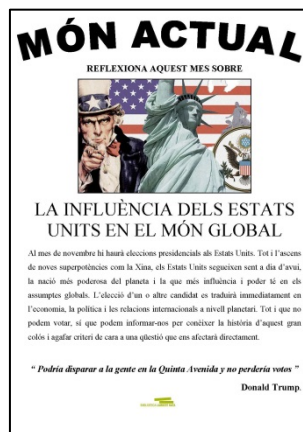 MÓN ACTUAL
REFLEXIONA AQUEST MES SOBRE
LA INFLUÈNCIA DELS ESTATS
UNITS EN EL MÓN GLOBAL
Al mes de novembre hi haurà eleccions presidencials als Estats Units. Tot i l'ascens
de noves superpotències com la Xina, els Estats Units segueixen sent a dia d'avui,
la nació més poderosa del planeta i la que més influència i poder té en els
assumptes globals. L'elecció d'un o altre candidat es traduirà immediatament en
l'economia, la política i les relacions internacionals a nivell planetari. Tot i que no
podem votar, sí que podem informar-nos per conèixer la història d'aquest gran
colós i agafar criteri de cara a una qüestió que ens afectarà directament.
“ Podría disparar a la gente en la Quinta Avenida y no perdería votos ”
Donald Trump.